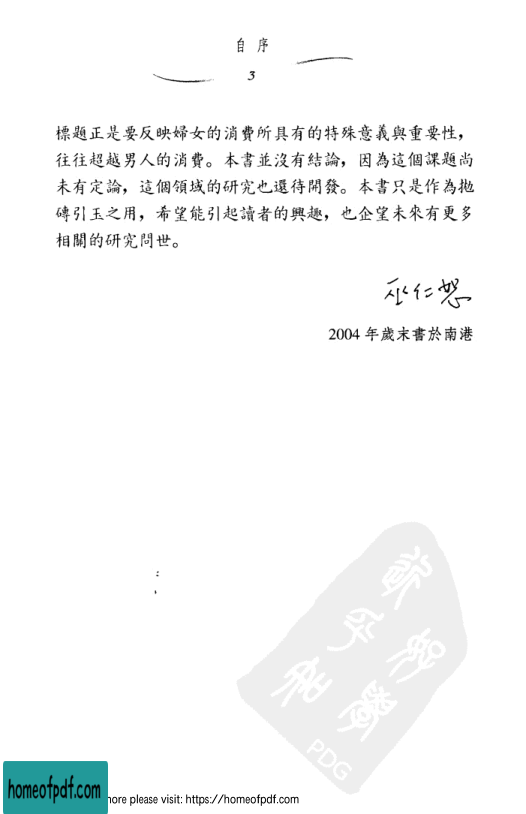 自序
3
標題正是要反映婦女的消費所具有的特殊意義與重要性，
往往超越男人的消費。本書並沒有結論，因為這個課題尚
未有定論，這個領域的研究也還待開發。本書只是作為拋
磚引玉之用，希望能引起讀者的興趣，也企望未來有更多
相關的研究問世。
巫仁恕
2004 年歲末書於南港
PDG
homeofpdf.com
more please visit: https://homeofpdf.com